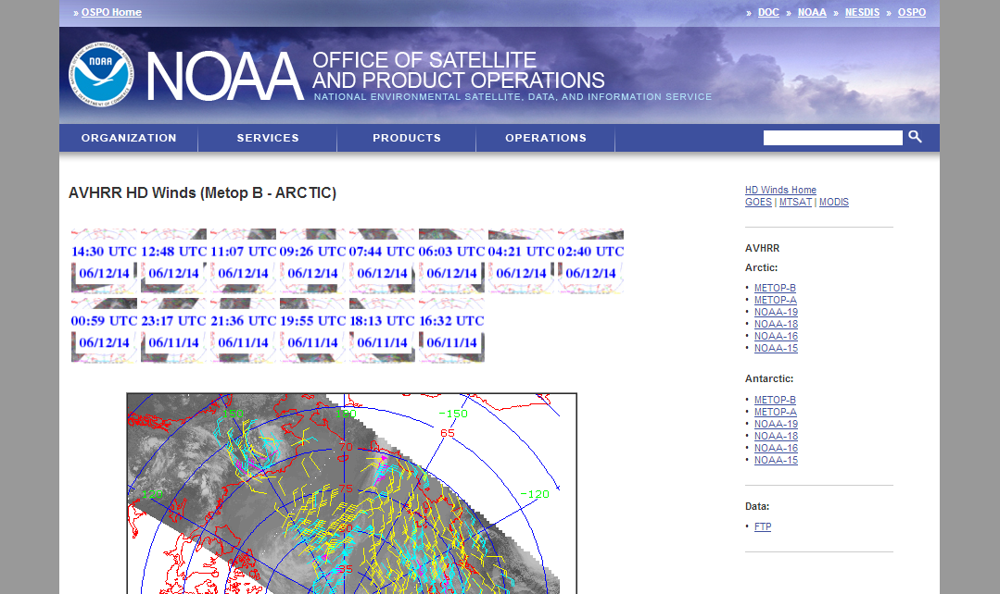 » OSPO Home
» DOC » NOAA » NESDIS » OSPO
NOAA
NOAA
OFFICE OF SATELLITE
AND PRODUCT OPERATIONS
NATIONAL ENVIRONMENTAL SATELLITE, DATA, AND INFORMATION SERVICE
ORGANIZATION SERVICES PRODUCTS OPERATIONS
AVHRR HD Winds (Metop B - ARCTIC)
14:30 UTC 12:48 UTC 11:07 UTC 09:26 UTC 07:44 UTC 06:03 UTC 04:21 UTC 02:40 UTC
06/12/14 06/12/14 06/12/14 06/12/14 06/12/14 06/12/14 06/12/14 06/12/14
00:59 UTC 23:17 UTC 21:36 UTC 19:55 UTC 18:13 UTC 16:32 UTC
06/12/14 06/11/14 06/11/14 06/11/14 06/11/14 06/11/14
-150
65
70
75
-120
HD Winds Home
GOES | MTSAT | MODIS
AVHRR
Arctic:
• METOP-B
• METOP-A
• NOAA-19
• NOAA-18
• NOAA-16
• NOAA-15
Antarctic:
• METOP-B
• METOP-A
• NOAA-19
• NOAA-18
• NOAA-16
• NOAA-15
Data:
• FTP